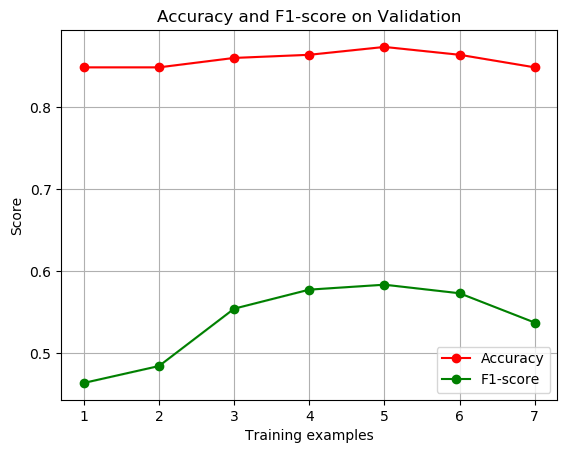 Accuracy and F1-score on Validation
Score
0.8
0.7
0.6
0.5
Accuracy
F1-score
1 2 3 4 5 6 7
Training examples